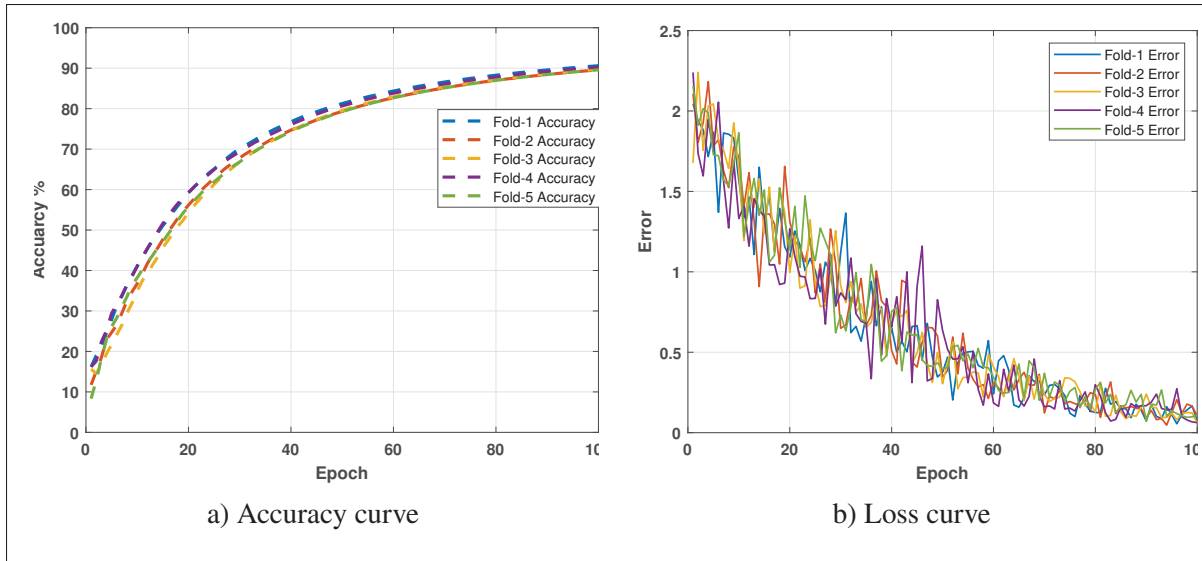 100
90
80
70
60
50
40
30
20
10
0
Accuarcy %
0
20
40
60
80
10
Epoch
Fold-1 Accuracy
Fold-2 Accuracy
Fold-3 Accuracy
Fold-4 Accuracy
Fold-5 Accuracy
a) Accuracy curve
2.5
2
1.5
1
0.5
0
Error
0
20
40
60
80
10
Epoch
Fold-1 Error
Fold-2 Error
Fold-3 Error
Fold-4 Error
Fold-5 Error
b) Loss curve